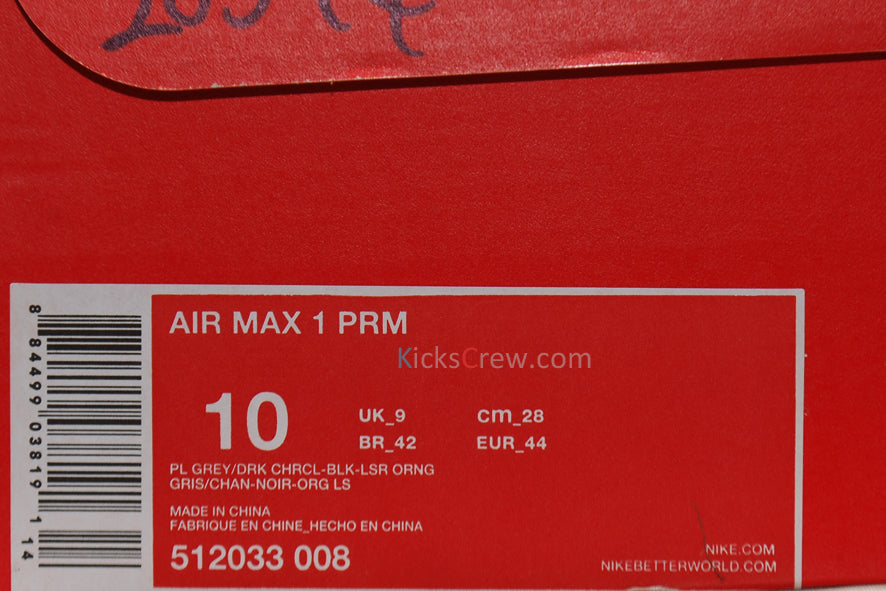 AIR MAX 1 PRM
KicksCrew.com
10
UK_9 cm_28
BR_42 EUR_44
PL GREY/DRK CHRCL-BLK-LSR ORNG
GRIS/CHAN-NOIR-ORG LS
MADE IN CHINA
FABRIQUE EN CHINE_HECHO EN CHINA
512033 008
NIKE.COM
NIKEBETTERWORLD.COM
8 84499 03819 1 14